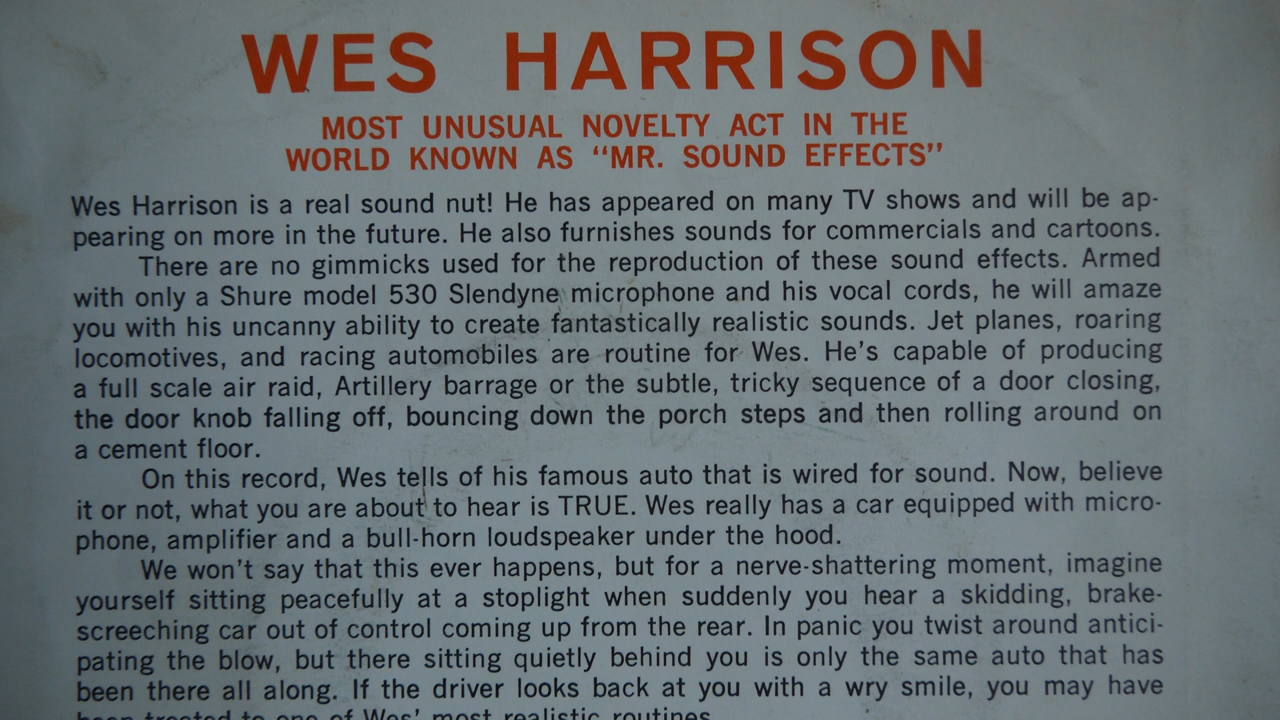 WES HARRISON
MOST UNUSUAL NOVELTY ACT IN THE
WORLD KNOWN AS “MR. SOUND EFFECTS”
Wes Harrison is a real sound nut! He has appeared on many TV shows and will be ap-
pearing on more in the future. He also furnishes sounds for commercials and cartoons.
There are no gimmicks used for the reproduction of these sound effects. Armed
with only a Shure model 530 Slendyne microphone and his vocal cords, he will amaze
you with his uncanny ability to create fantastically realistic sounds. Jet planes, roaring
locomotives, and racing automobiles are routine for Wes. He’s capable of producing
a full scale air raid, Artillery barrage or the subtle, tricky sequence of a door closing,
the door knob falling off, bouncing down the porch steps and then rolling around on
a cement floor.
On this record, Wes tells of his famous auto that is wired for sound. Now, believe
it or not, what you are about to hear is TRUE. Wes really has a car equipped with micro-
phone, amplifier and a bull-horn loudspeaker under the hood.
We won’t say that this ever happens, but for a nerve-shattering moment, imagine
yourself sitting peacefully at a stoplight when suddenly you hear a skidding, brake-
screeching car out of control coming up from the rear. In panic you twist around antici-
pating the blow, but there sitting quietly behind you is only the same auto that has
been there all along. If the driver looks back at you with a wry smile, you may have
been treated to one of Wes’ most realistic routines.